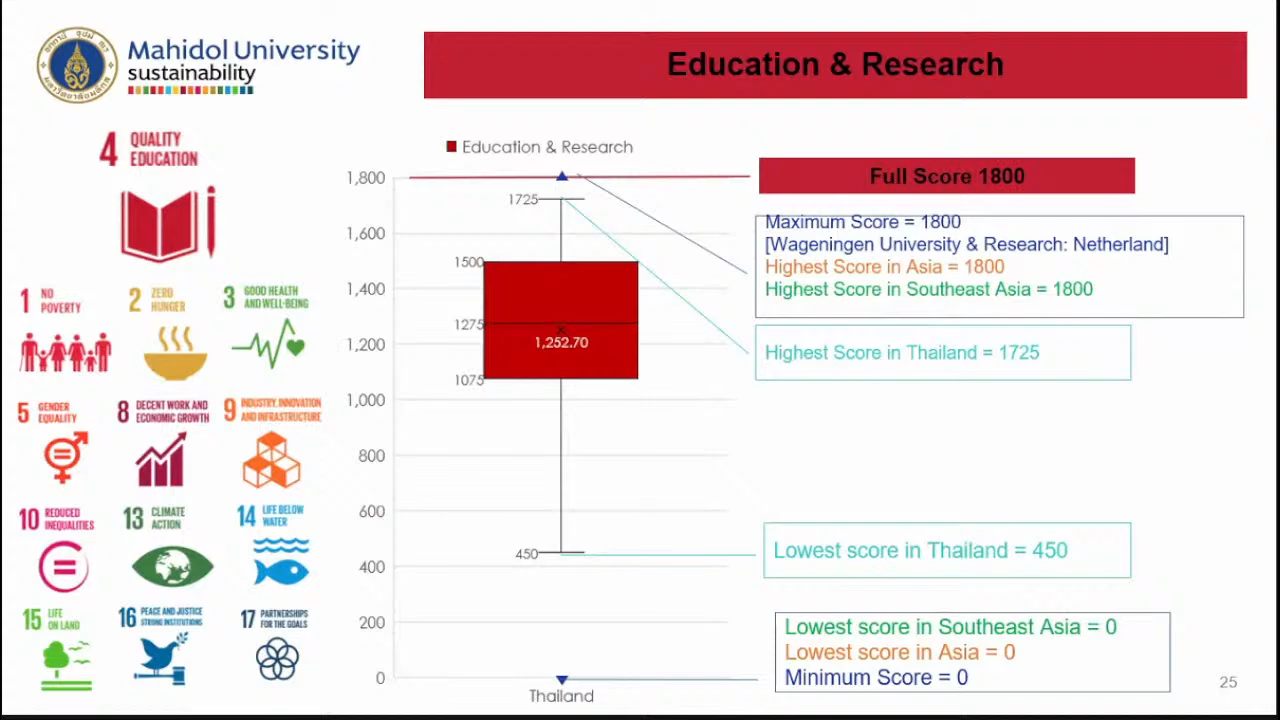 Mahidol University
sustainability
Education & Research
4 QUALITY
EDUCATION
1 NO
POVERTY
2 ZERO
HUNGER
3 GOOD HEALTH
AND WELL-BEING
5 GENDER
EQUALITY
8 DECENT WORK AND
ECONOMIC GROWTH
9 INDUSTRY, INNOVATION
AND INFRASTRUCTURE
10 REDUCED
INEQUALITIES
13 CLIMATE
ACTION
14 LIFE BELOW
WATER
15 LIFE
ON LAND
16 PEACE AND JUSTICE
STRONG INSTITUTIONS
17 PARTNERSHIPS
FOR THE GOALS
Education & Research
1,800
1,600
1,400
1,200
1,000
800
600
400
200
0
1725
1500
1275
1,252.70
1075
450
Thailand
Full Score 1800
Maximum Score = 1800
[Wageningen University & Research: Netherland]
Highest Score in Asia = 1800
Highest Score in Southeast Asia = 1800
Highest Score in Thailand = 1725
Lowest score in Thailand = 450
Lowest score in Southeast Asia = 0
Lowest score in Asia = 0
Minimum Score = 0
25